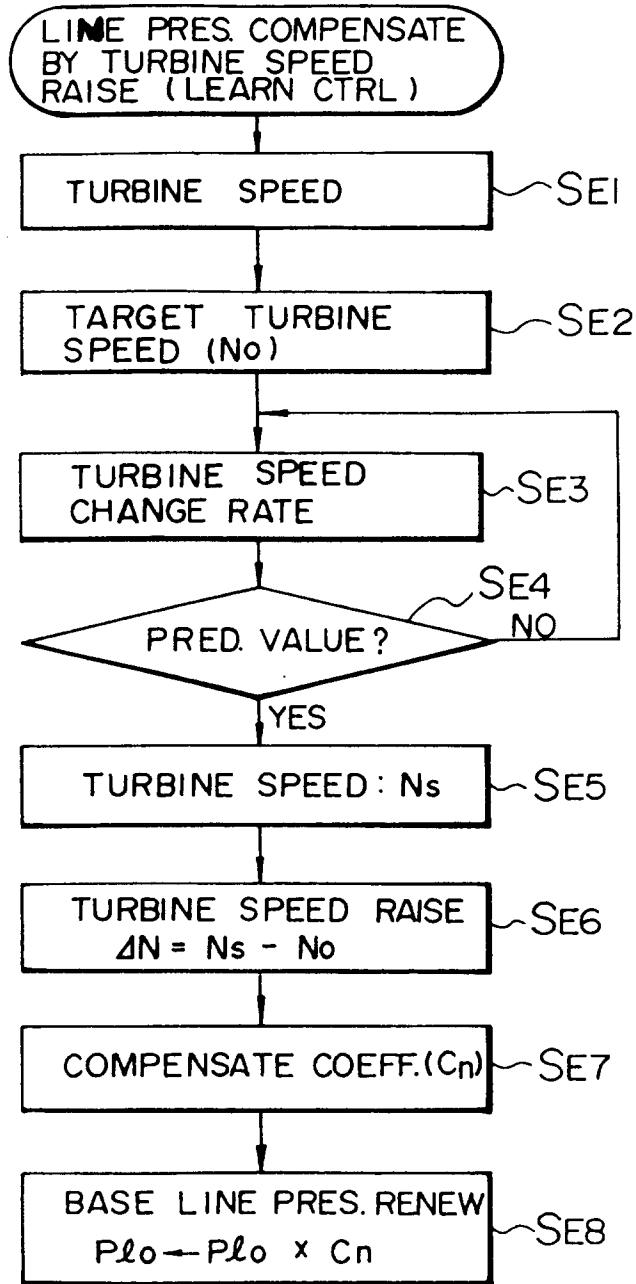 LINE PRES. COMPENSATE
BY TURBINE SPEED
RAISE (LEARN CTRL)
TURBINE SPEED
SE1
TARGET TURBINE
SPEED (No)
SE2
TURBINE SPEED
CHANGE RATE
SE3
SE4
PRED. VALUE?
NO
YES
TURBINE SPEED: Ns
SE5
TURBINE SPEED RAISE
ΔN = Ns - No
SE6
COMPENSATE COEFF. (Cn)
SE7
BASE LINE PRES. RENEW
Plo ← Plo x Cn
SE8